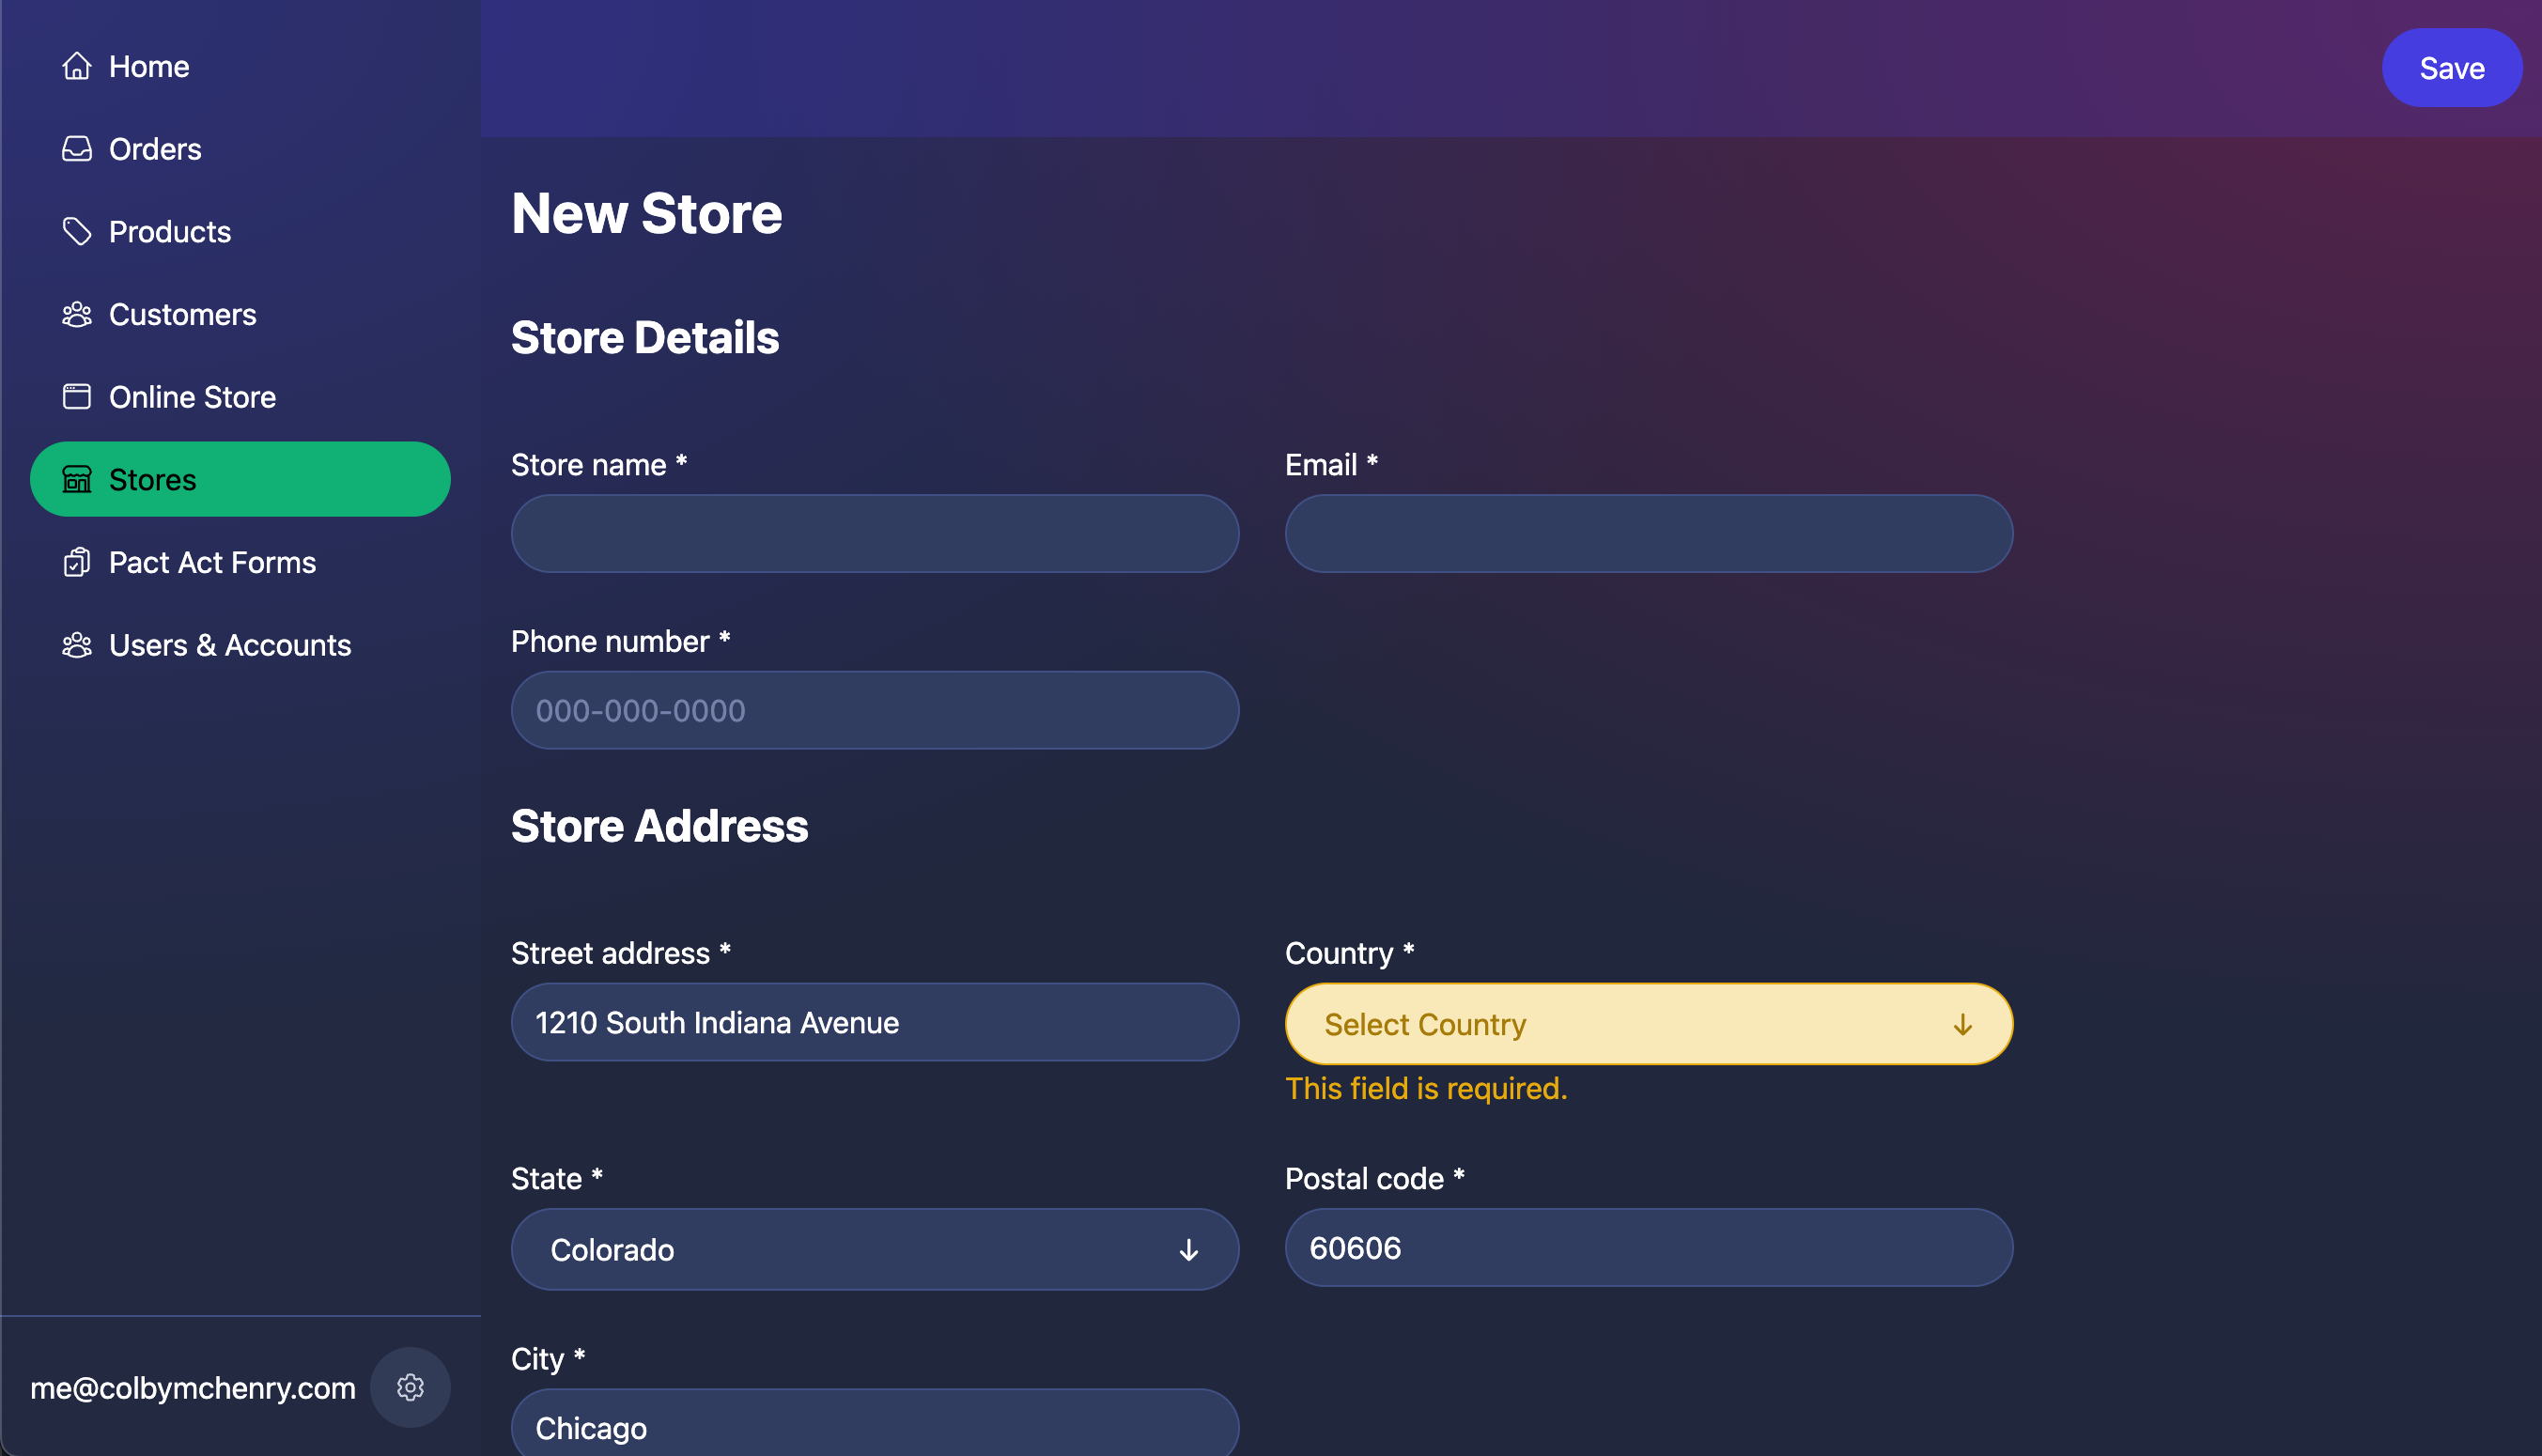 Home
Orders
Products
Customers
Online Store
Stores
Pact Act Forms
Users & Accounts
me@colbymchenry.com
Save
New Store
Store Details
Store name *
Email *
Phone number *
000-000-0000
Store Address
Street address *
1210 South Indiana Avenue
Country *
Select Country
This field is required.
State *
Colorado
Postal code *
60606
City *
Chicago